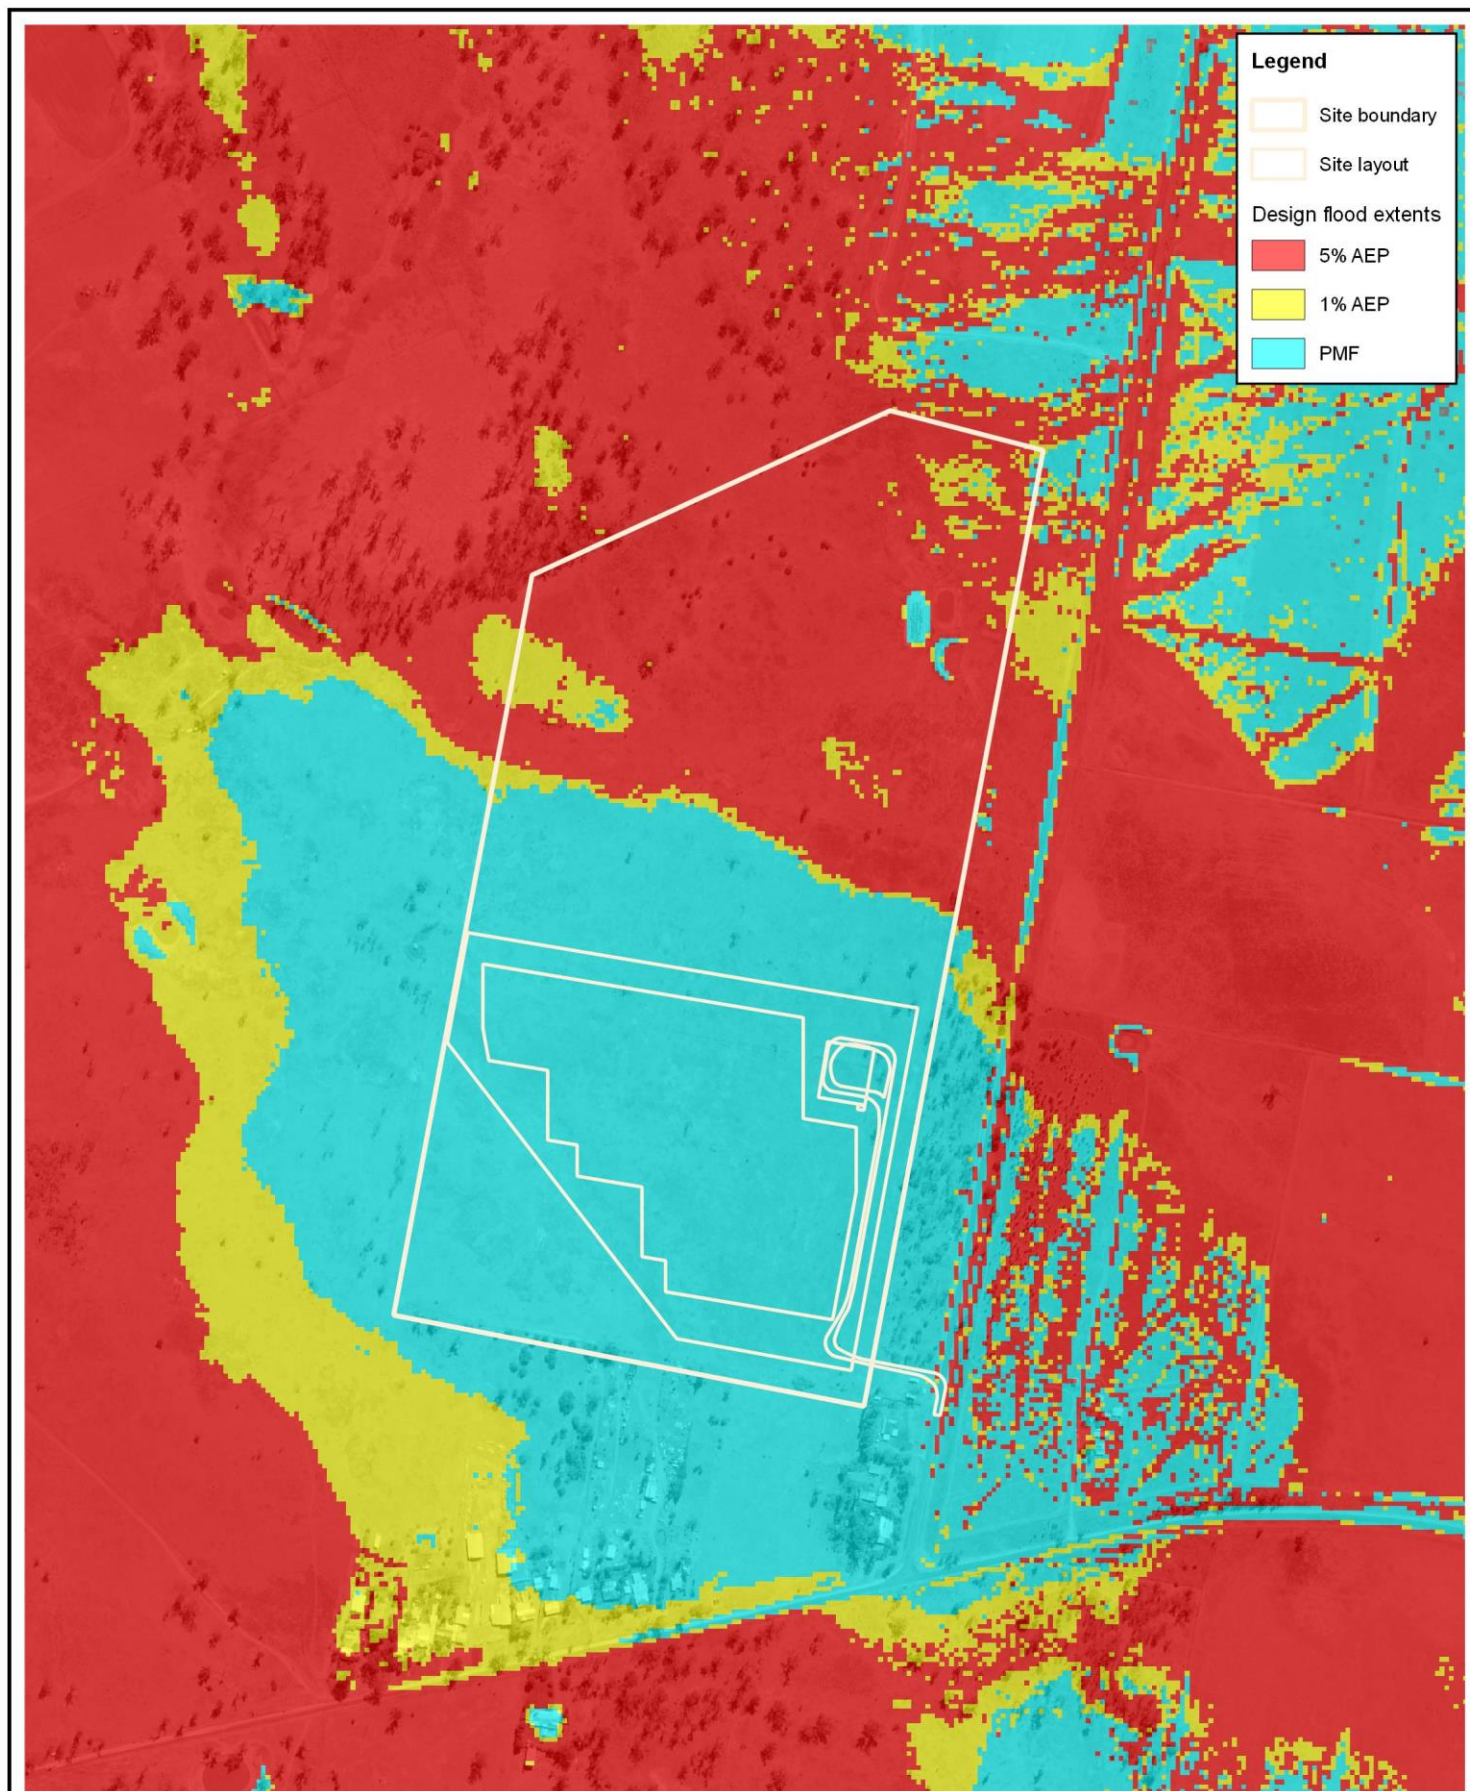 Legend
Site boundary
Site layout
Design flood extents
5% AEP
1% AEP
PMF